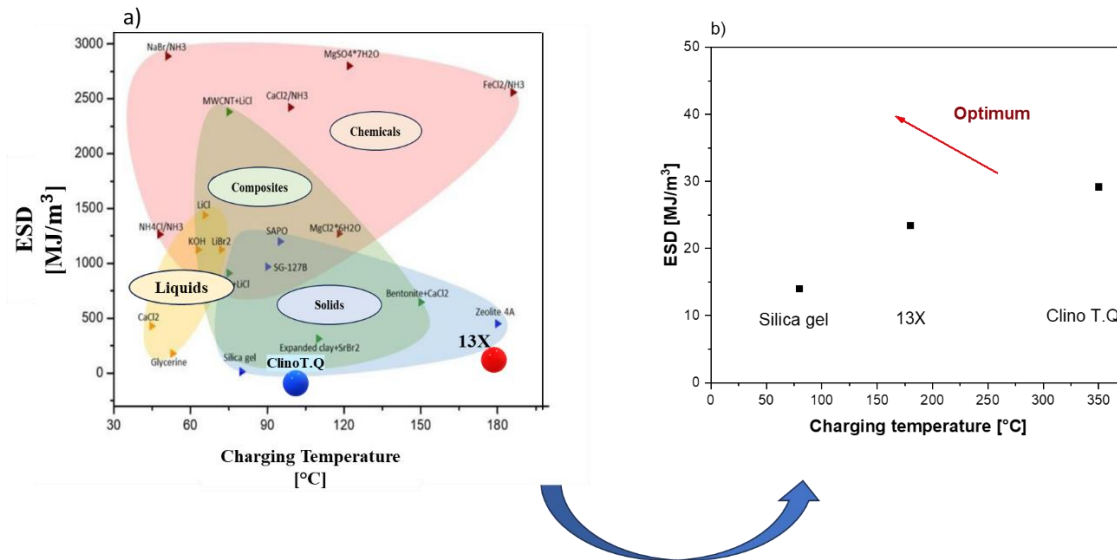 a)
3000
2500
2000
1500
1000
500
0
ESD
[MJ/m³]
NaBr/NH3
MgSO4*7H2O
FeCl2/NH3
MWCNT+LiCl
CaCl2/NH3
Chemicals
Composites
LiCl
NH4Cl/NH3
KOH
LiBr2
SAPO
MgCl2*6H2O
SG-127B
+LiCl
Liquids
Solids
Bentonite+CaCl2
CaCl2
Zeolite 4A
Glycerine
Expanded clay+SrBr2
13X
Silica gel
ClinoT.Q
30
60
90
120
150
180
Charging Temperature
[°C]
b)
50
40
30
20
10
0
ESD [MJ/m³]
Optimum
Silica gel
13X
Clino T.Q
0
50
100
150
200
250
300
350
Charging temperature [°C]